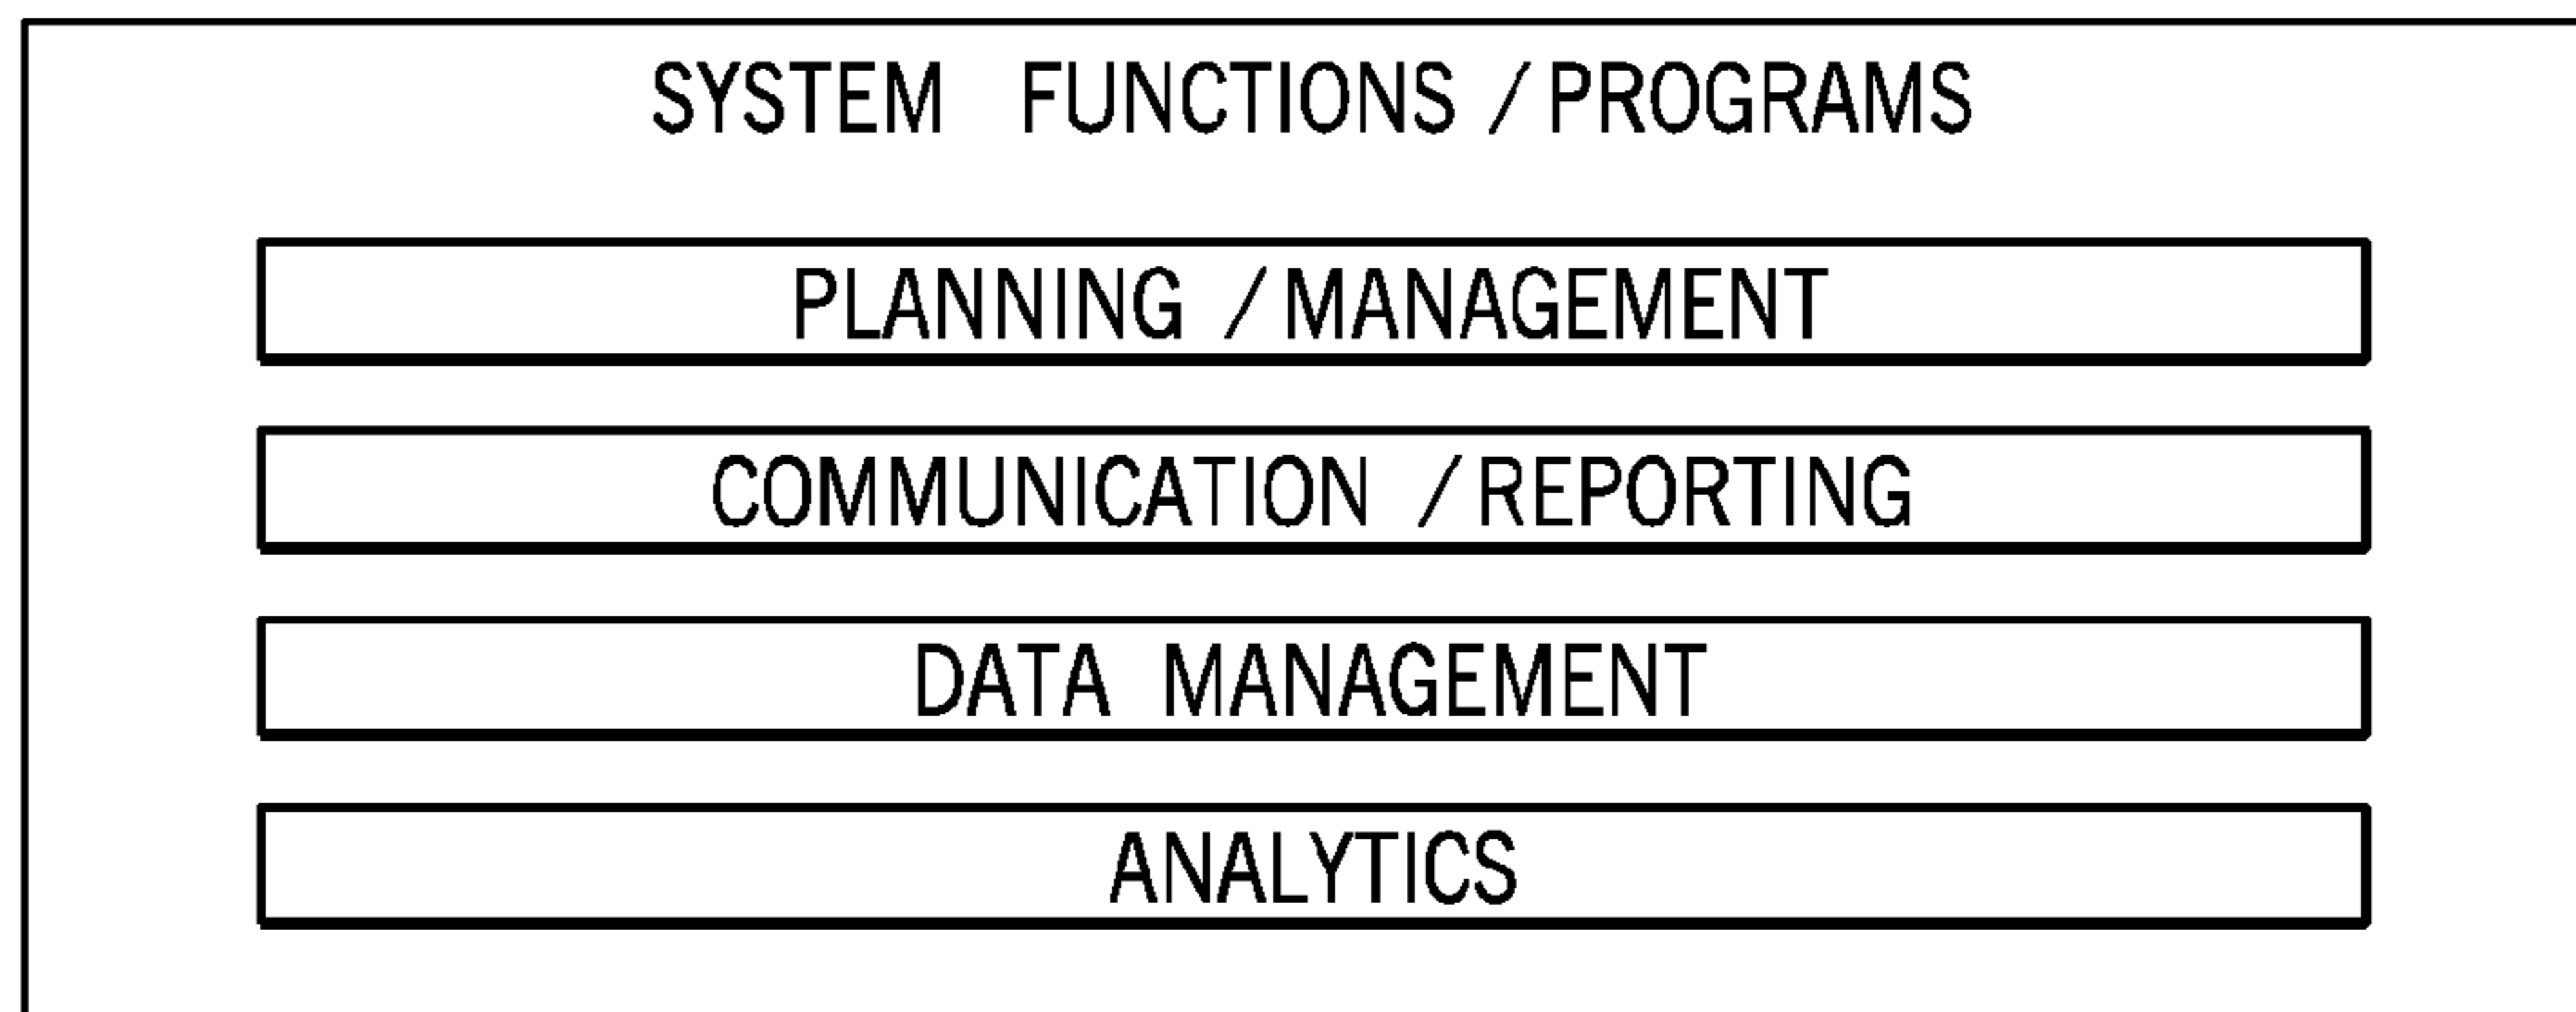 SYSTEM FUNCTIONS / PROGRAMS
PLANNING / MANAGEMENT
COMMUNICATION / REPORTING
DATA MANAGEMENT
ANALYTICS